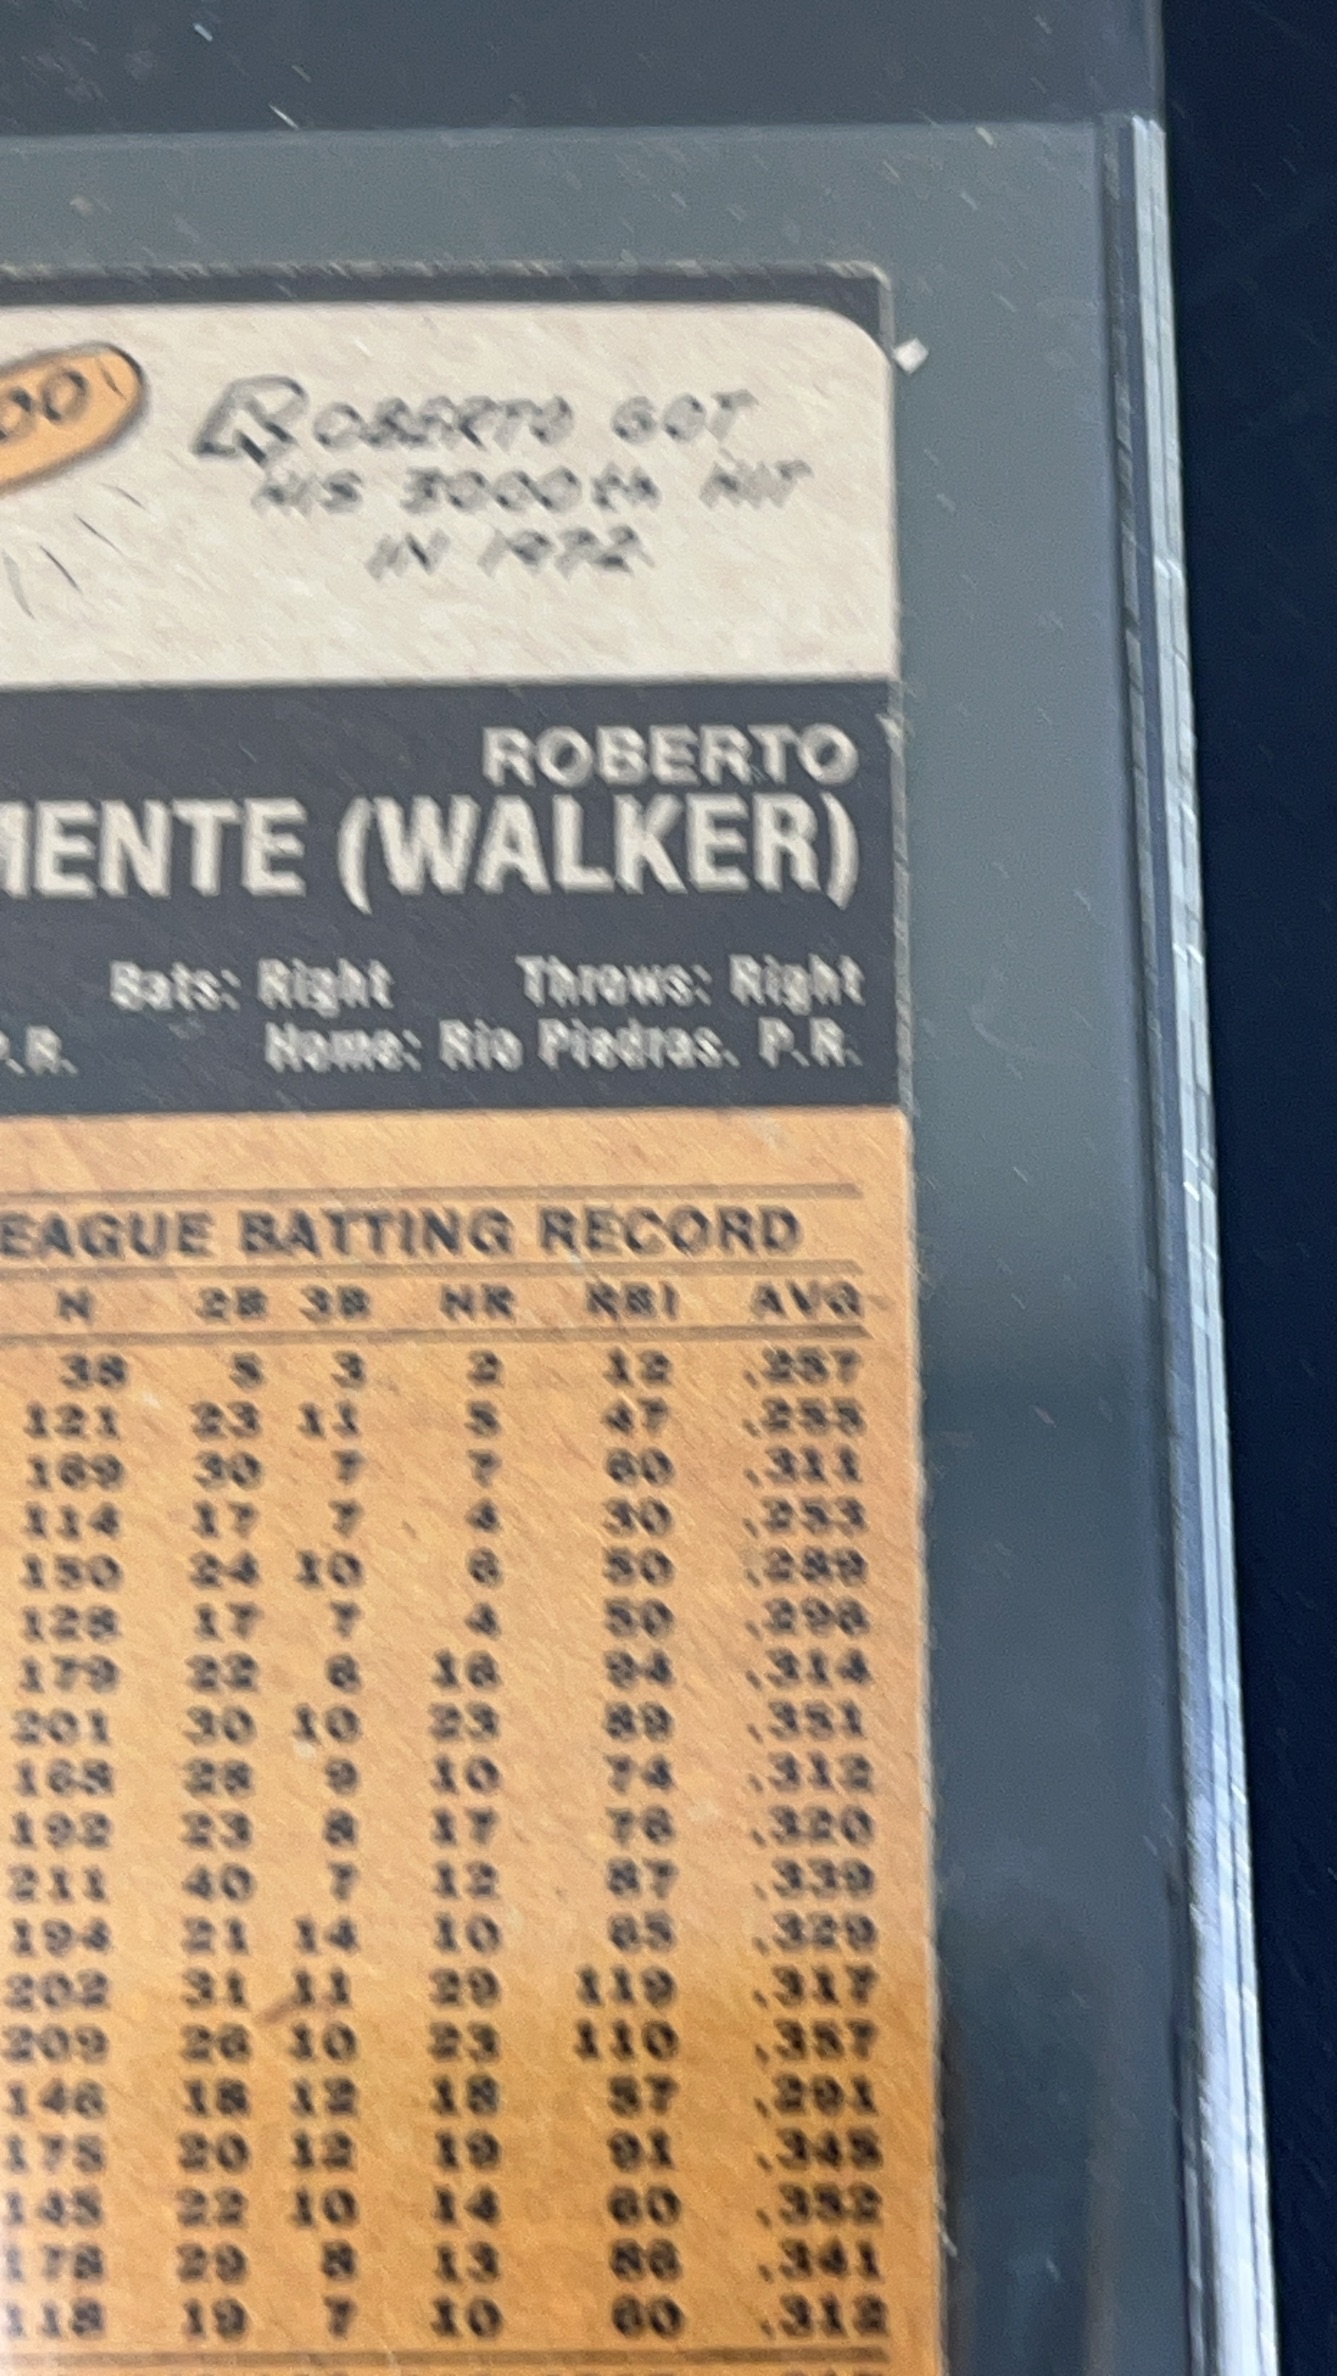 00
ROBERTO GOT
HIS 3000th HIT
IN 1972
ROBERTO
MENTE (WALKER)
Bats: Right Throws: Right
P.R. Home: Rio Piedras, P.R.
EAGUE BATTING RECORD
H 2B 3B HR RBI AVG
38 5 3 2 12 .257
121 23 11 5 47 .255
169 30 7 7 60 .311
114 17 7 4 30 .253
150 24 10 6 50 .289
128 17 7 4 50 .296
179 22 6 16 94 .314
201 30 10 23 89 .351
168 28 9 10 74 .312
192 23 8 17 76 .320
211 40 7 12 87 .339
194 21 14 10 65 .329
202 31 11 29 119 .317
209 26 10 23 110 .357
146 18 12 18 57 .291
175 20 12 19 91 .345
145 22 10 14 60 .352
178 29 8 13 86 .341
118 19 7 10 60 .312